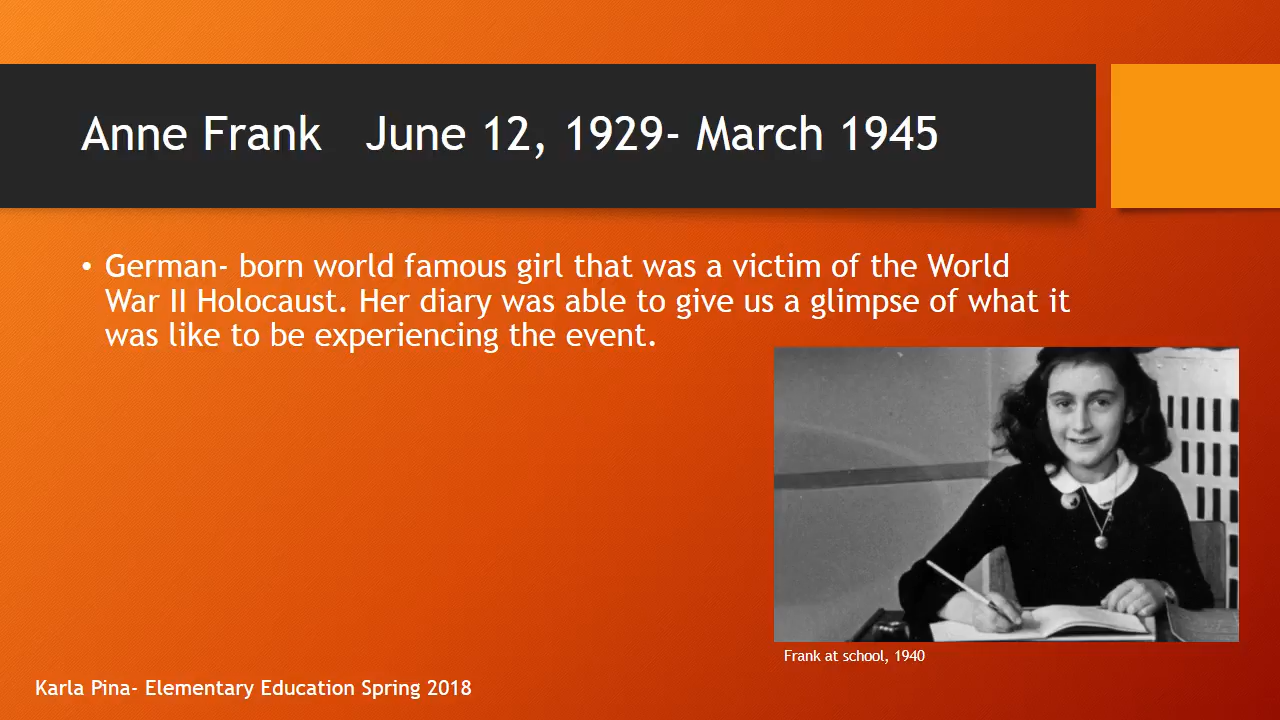 Anne Frank   June 12, 1929- March 1945
• German- born world famous girl that was a victim of the World
War II Holocaust. Her diary was able to give us a glimpse of what it
was like to be experiencing the event.
Frank at school, 1940
Karla Pina- Elementary Education Spring 2018